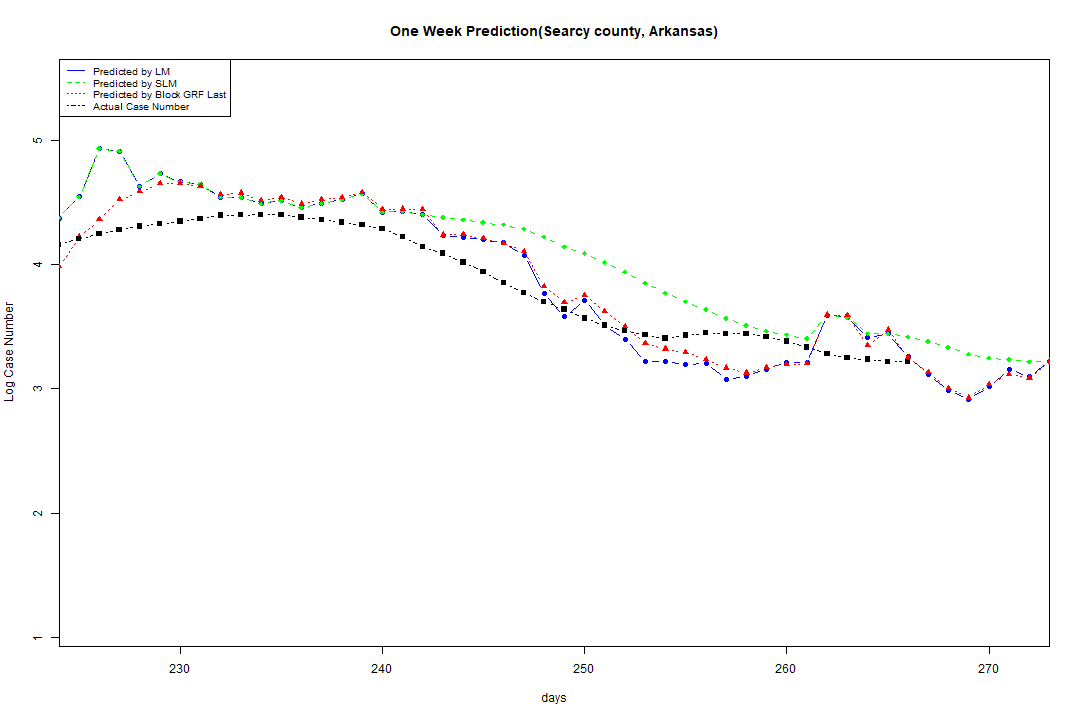 One Week Prediction(Searcy county, Arkansas)
Predicted by LM
Predicted by SLM
Predicted by Block GRF Last
Actual Case Number
5
4
3
2
1
Log Case Number
230 240 250 260 270
days